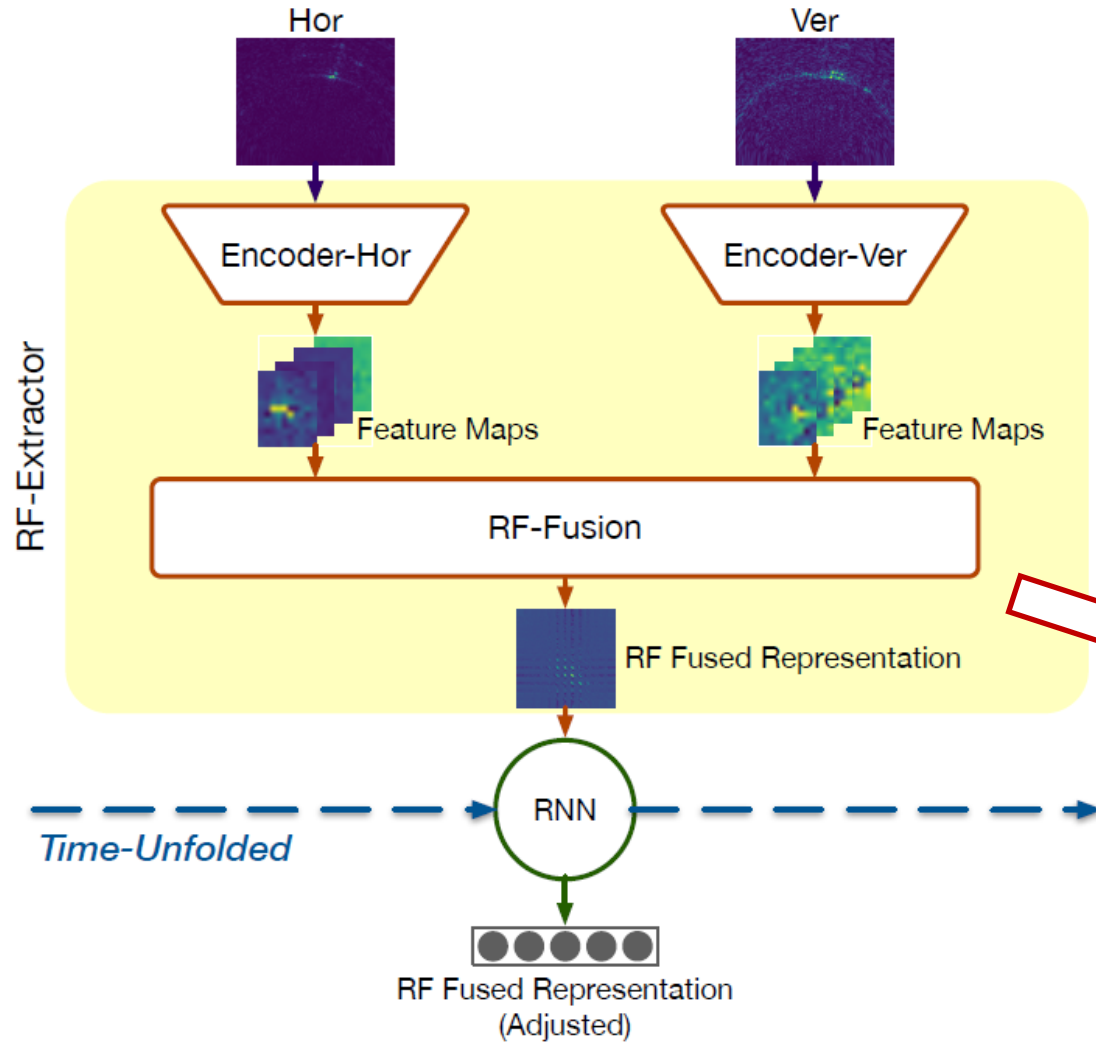 Hor
Ver
RF-Extractor
Encoder-Hor
Encoder-Ver
Feature Maps
Feature Maps
RF-Fusion
RF Fused Representation
RNN
Time-Unfolded
RF Fused Representation
(Adjusted)